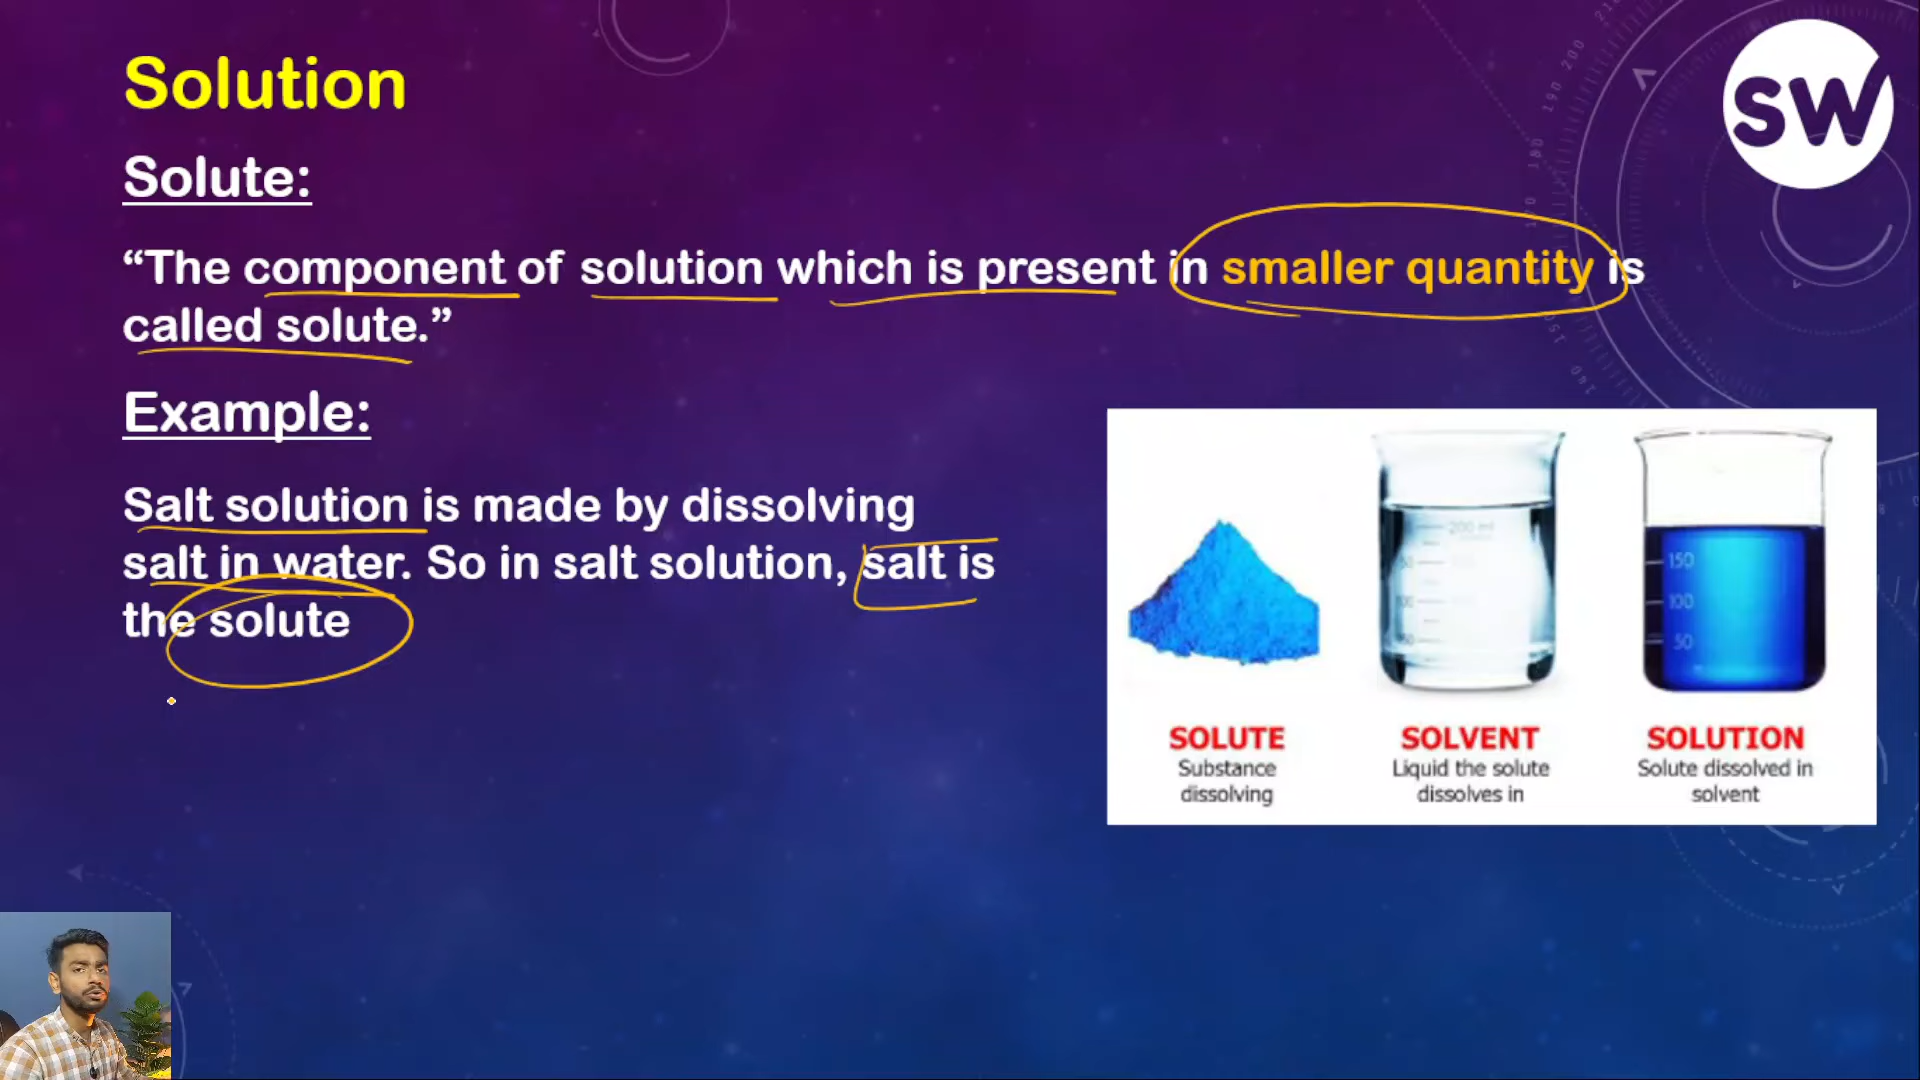 Solution
SW
Solute:
“The component of solution which is present in smaller quantity is
called solute.”
Example:
Salt solution is made by dissolving
salt in water. So in salt solution, salt is
the solute
200 ml
150
100
50
SOLUTE
Substance
dissolving
SOLVENT
Liquid the solute
dissolves in
SOLUTION
Solute dissolved in
solvent